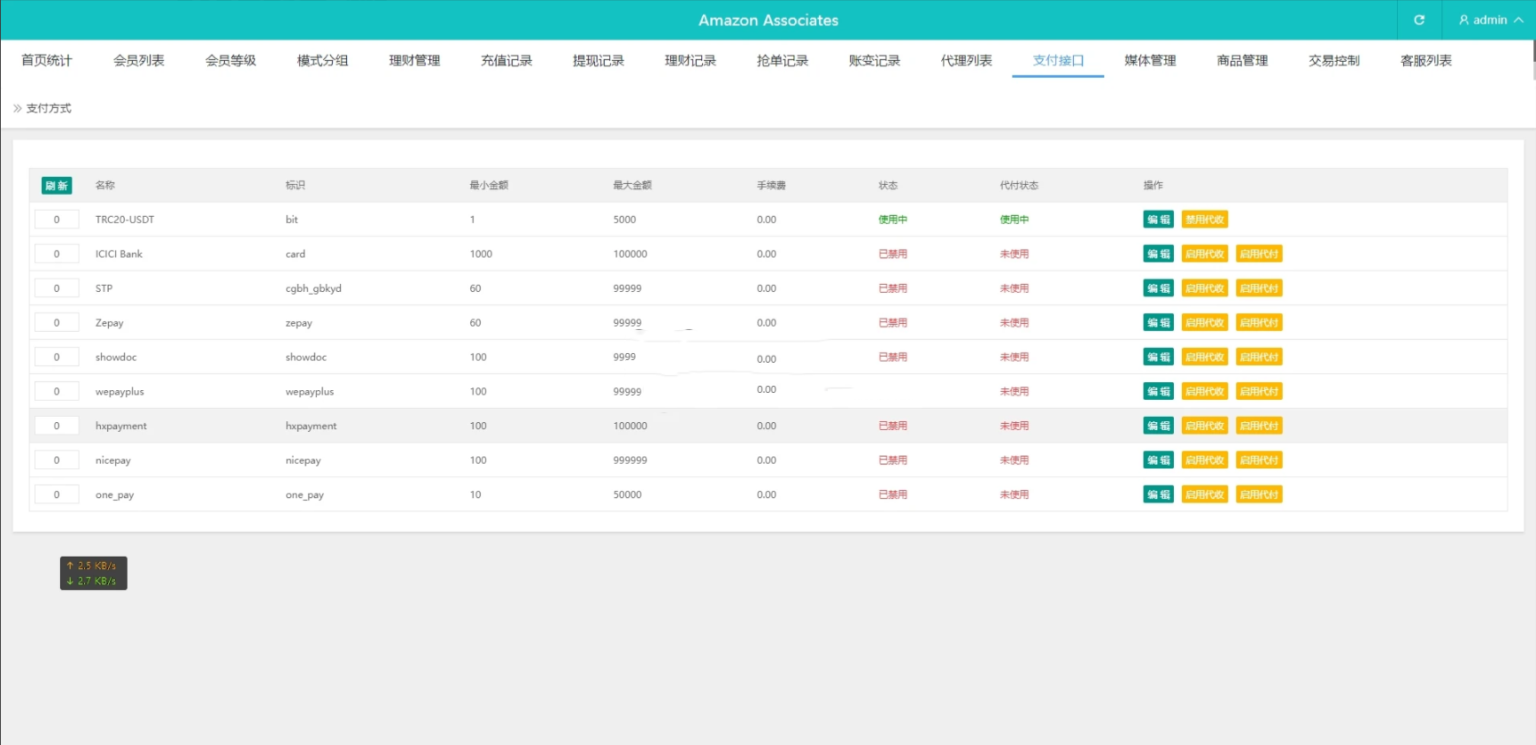 Amazon Associates
admin
首页统计 会员列表 会员等级 模式分组 理财管理 充值记录 提现记录 理财记录 抢单记录 账变记录 代理列表 支付接口 媒体管理 商品管理 交易控制 客服列表
» 支付方式
刷新 名称 标识 最小金额 最大金额 手续费 状态 代付状态 操作
0 TRC20-USDT bit 1 5000 0.00 使用中 使用中 编辑 禁用代收
0 ICICI Bank card 1000 100000 0.00 已禁用 未使用 编辑 启用代收 启用代付
0 STP cgbh_gbkyd 60 99999 0.00 已禁用 未使用 编辑 启用代收 启用代付
0 Zepay zepay 60 99999 0.00 已禁用 未使用 编辑 启用代收 启用代付
0 showdoc showdoc 100 9999 0.00 已禁用 未使用 编辑 启用代收 启用代付
0 wepayplus wepayplus 100 99999 0.00 未使用 编辑 启用代收 启用代付
0 hxpayment hxpayment 100 100000 0.00 已禁用 未使用 编辑 启用代收 启用代付
0 nicepay nicepay 100 999999 0.00 已禁用 未使用 编辑 启用代收 启用代付
0 one_pay one_pay 10 50000 0.00 已禁用 未使用 编辑 启用代收 启用代付
↑ 2.5 KB/s
↓ 2.7 KB/s